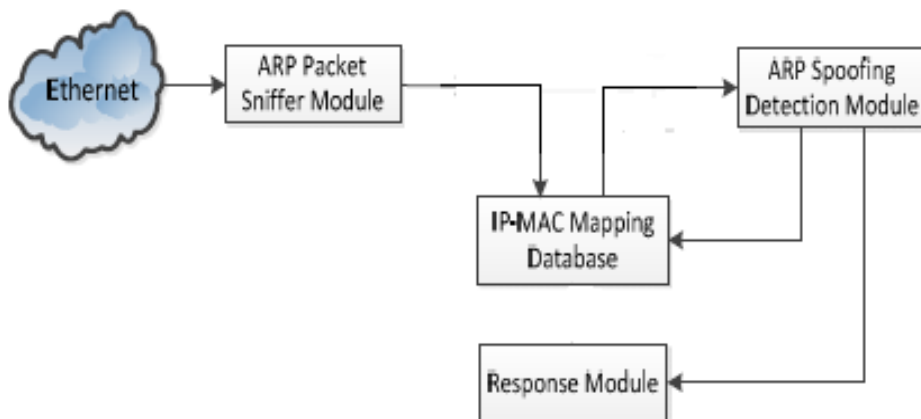 Ethernet
ARP Packet
Sniffer Module
ARP Spoofing
Detection Module
IP-MAC Mapping
Database
Response Module